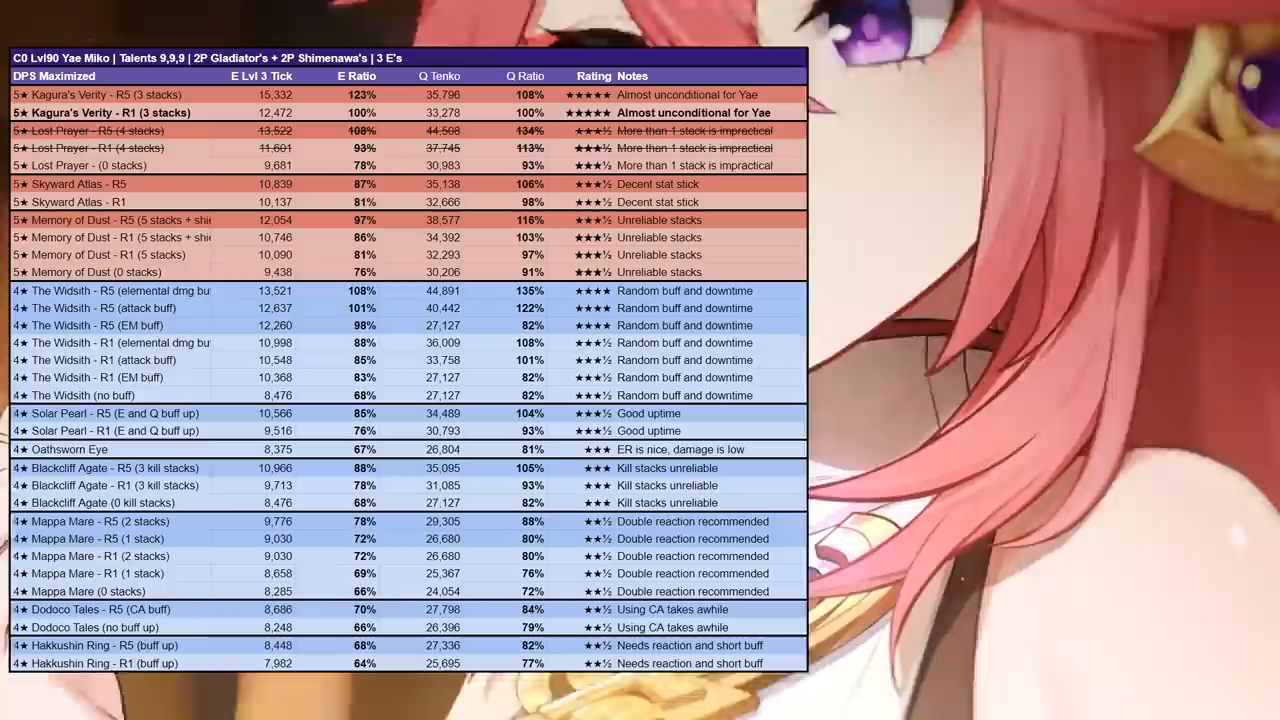 C0 Lvl90 Yae Miko | Talents 9,9,9 | 2P Gladiator's + 2P Shimenawa's | 3 E's
DPS Maximized E Lvl 3 Tick E Ratio Q Tenko Q Ratio Rating Notes
5★ Kagura's Verity - R5 (3 stacks) 15,332 123% 35,796 108% ★★★★★ Almost unconditional for Yae
5★ Kagura's Verity - R1 (3 stacks) 12,472 100% 33,278 100% ★★★★★ Almost unconditional for Yae
5★ Lost Prayer - R5 (4 stacks) 13,522 108% 44,508 134% ★★★½ More than 1 stack is impractical
5★ Lost Prayer - R1 (4 stacks) 11,601 93% 37,745 113% ★★★½ More than 1 stack is impractical
5★ Lost Prayer - (0 stacks) 9,681 78% 30,983 93% ★★★½ More than 1 stack is impractical
5★ Skyward Atlas - R5 10,839 87% 35,138 106% ★★★½ Decent stat stick
5★ Skyward Atlas - R1 10,137 81% 32,666 98% ★★★½ Decent stat stick
5★ Memory of Dust - R5 (5 stacks + shie 12,054 97% 38,577 116% ★★★½ Unreliable stacks
5★ Memory of Dust - R1 (5 stacks + shie 10,746 86% 34,392 103% ★★★½ Unreliable stacks
5★ Memory of Dust - R1 (5 stacks) 10,090 81% 32,293 97% ★★★½ Unreliable stacks
5★ Memory of Dust (0 stacks) 9,438 76% 30,206 91% ★★★½ Unreliable stacks
4★ The Widsith - R5 (elemental dmg buf 13,521 108% 44,891 135% ★★★★ Random buff and downtime
4★ The Widsith - R5 (attack buff) 12,637 101% 40,442 122% ★★★★ Random buff and downtime
4★ The Widsith - R5 (EM buff) 12,260 98% 27,127 82% ★★★★ Random buff and downtime
4★ The Widsith - R1 (elemental dmg buf 10,998 88% 36,009 108% ★★★½ Random buff and downtime
4★ The Widsith - R1 (attack buff) 10,548 85% 33,758 101% ★★★½ Random buff and downtime
4★ The Widsith - R1 (EM buff) 10,368 83% 27,127 82% ★★★½ Random buff and downtime
4★ The Widsith (no buff) 8,476 68% 27,127 82% ★★★½ Random buff and downtime
4★ Solar Pearl - R5 (E and Q buff up) 10,566 85% 34,489 104% ★★★½ Good uptime
4★ Solar Pearl - R1 (E and Q buff up) 9,516 76% 30,793 93% ★★★½ Good uptime
4★ Oathsworn Eye 8,375 67% 26,804 81% ★★★ ER is nice, damage is low
4★ Blackcliff Agate - R5 (3 kill stacks) 10,966 88% 35,095 105% ★★★ Kill stacks unreliable
4★ Blackcliff Agate - R1 (3 kill stacks) 9,713 78% 31,085 93% ★★★ Kill stacks unreliable
4★ Blackcliff Agate (0 kill stacks) 8,476 68% 27,127 82% ★★★ Kill stacks unreliable
4★ Mappa Mare - R5 (2 stacks) 9,776 78% 29,305 88% ★★½ Double reaction recommended
4★ Mappa Mare - R5 (1 stack) 9,030 72% 26,680 80% ★★½ Double reaction recommended
4★ Mappa Mare - R1 (2 stacks) 9,030 72% 26,680 80% ★★½ Double reaction recommended
4★ Mappa Mare - R1 (1 stack) 8,658 69% 25,367 76% ★★½ Double reaction recommended
4★ Mappa Mare (0 stacks) 8,285 66% 24,054 72% ★★½ Double reaction recommended
4★ Dodoco Tales - R5 (CA buff) 8,686 70% 27,798 84% ★★½ Using CA takes awhile
4★ Dodoco Tales (no buff up) 8,248 66% 26,396 79% ★★½ Using CA takes awhile
4★ Hakkushin Ring - R5 (buff up) 8,448 68% 27,336 82% ★★½ Needs reaction and short buff
4★ Hakkushin Ring - R1 (buff up) 7,982 64% 25,695 77% ★★½ Needs reaction and short buff